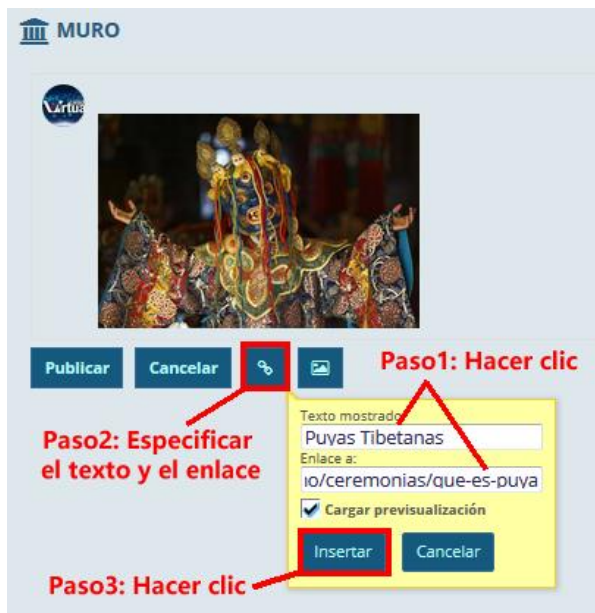 MURO
Virtua
Publicar
Cancelar
Paso1: Hacer clic
Paso2: Especificar
el texto y el enlace
Texto mostrado:
Puyas Tibetanas
Enlace a:
no/ceremonias/que-es-puya
Cargar previsualización
Insertar
Cancelar
Paso3: Hacer clic